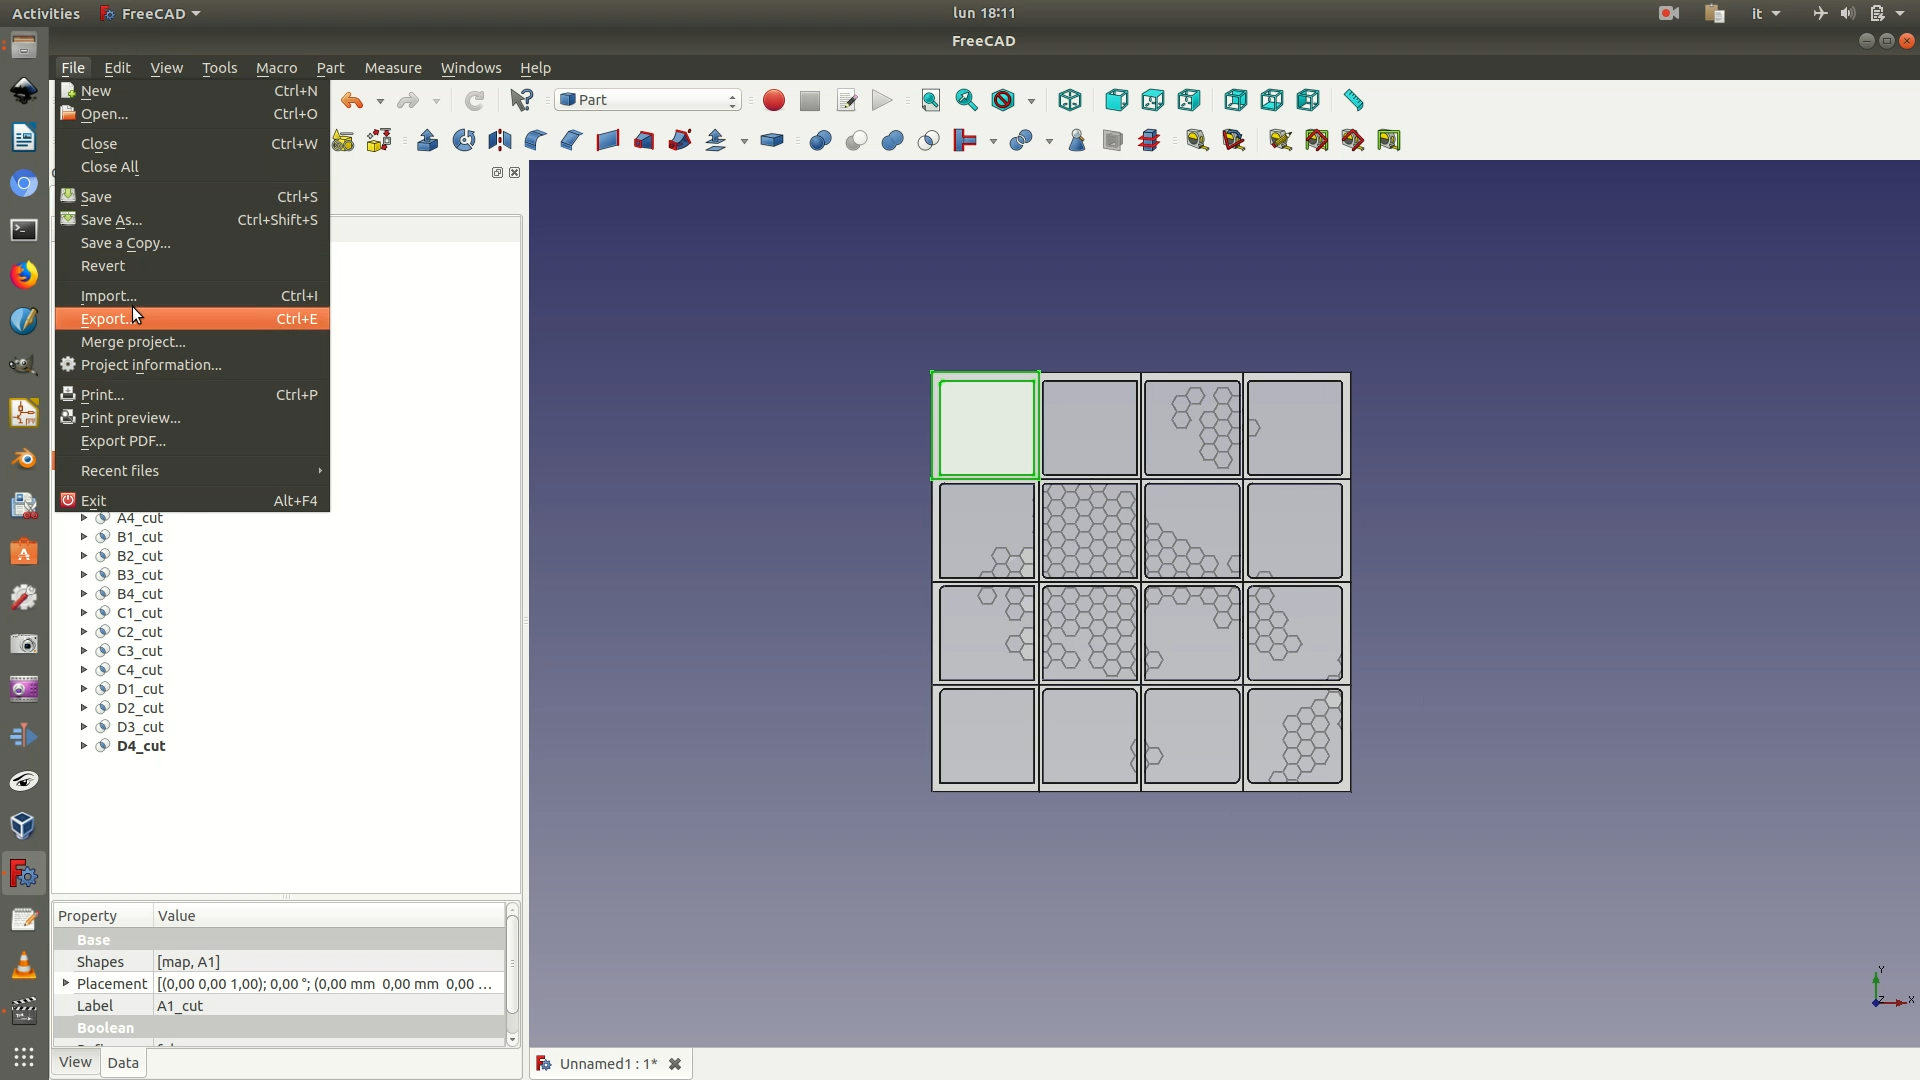 Activities FreeCAD lun 18:11 it
FreeCAD
File Edit View Tools Macro Part Measure Windows Help
New Ctrl+N
Open... Ctrl+O
Part
Close Ctrl+W
Close All
Save Ctrl+S
Save As... Ctrl+Shift+S
Save a Copy...
Revert
Import... Ctrl+I
Export... Ctrl+E
Merge project...
Project information...
Print... Ctrl+P
Print preview...
Export PDF...
Recent files
Exit Alt+F4
A4_cut
B1_cut
B2_cut
B3_cut
B4_cut
C1_cut
C2_cut
C3_cut
C4_cut
D1_cut
D2_cut
D3_cut
D4_cut
Property Value
Base
Shapes [map, A1]
Placement [(0,00 0,00 1,00); 0,00 °; (0,00 mm 0,00 mm 0,00 ...
Label A1_cut
Boolean
View Data
Unnamed1 : 1*
Y
Z X